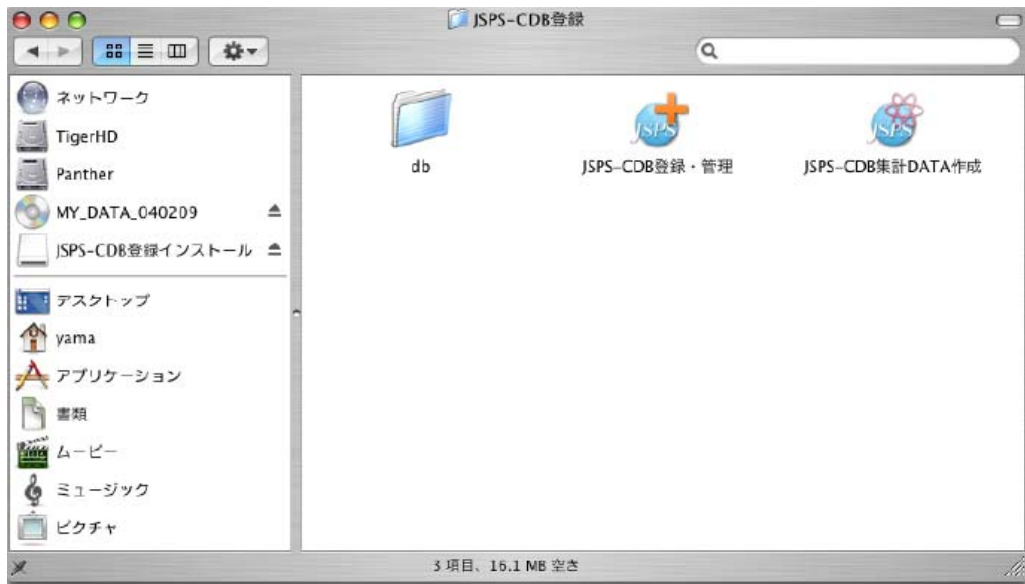 JSPS-CDB登録
ネットワーク
TigerHD
Panther
MY_DATA_040209
JSPS-CDB登録インストール
デスクトップ
yama
アプリケーション
書類
ムービー
ミュージック
ピクチャ
db
JSPS-CDB登録・管理
JSPS-CDB集計DATA作成
JSPS
JSPS
3 項目、16.1 MB 空き